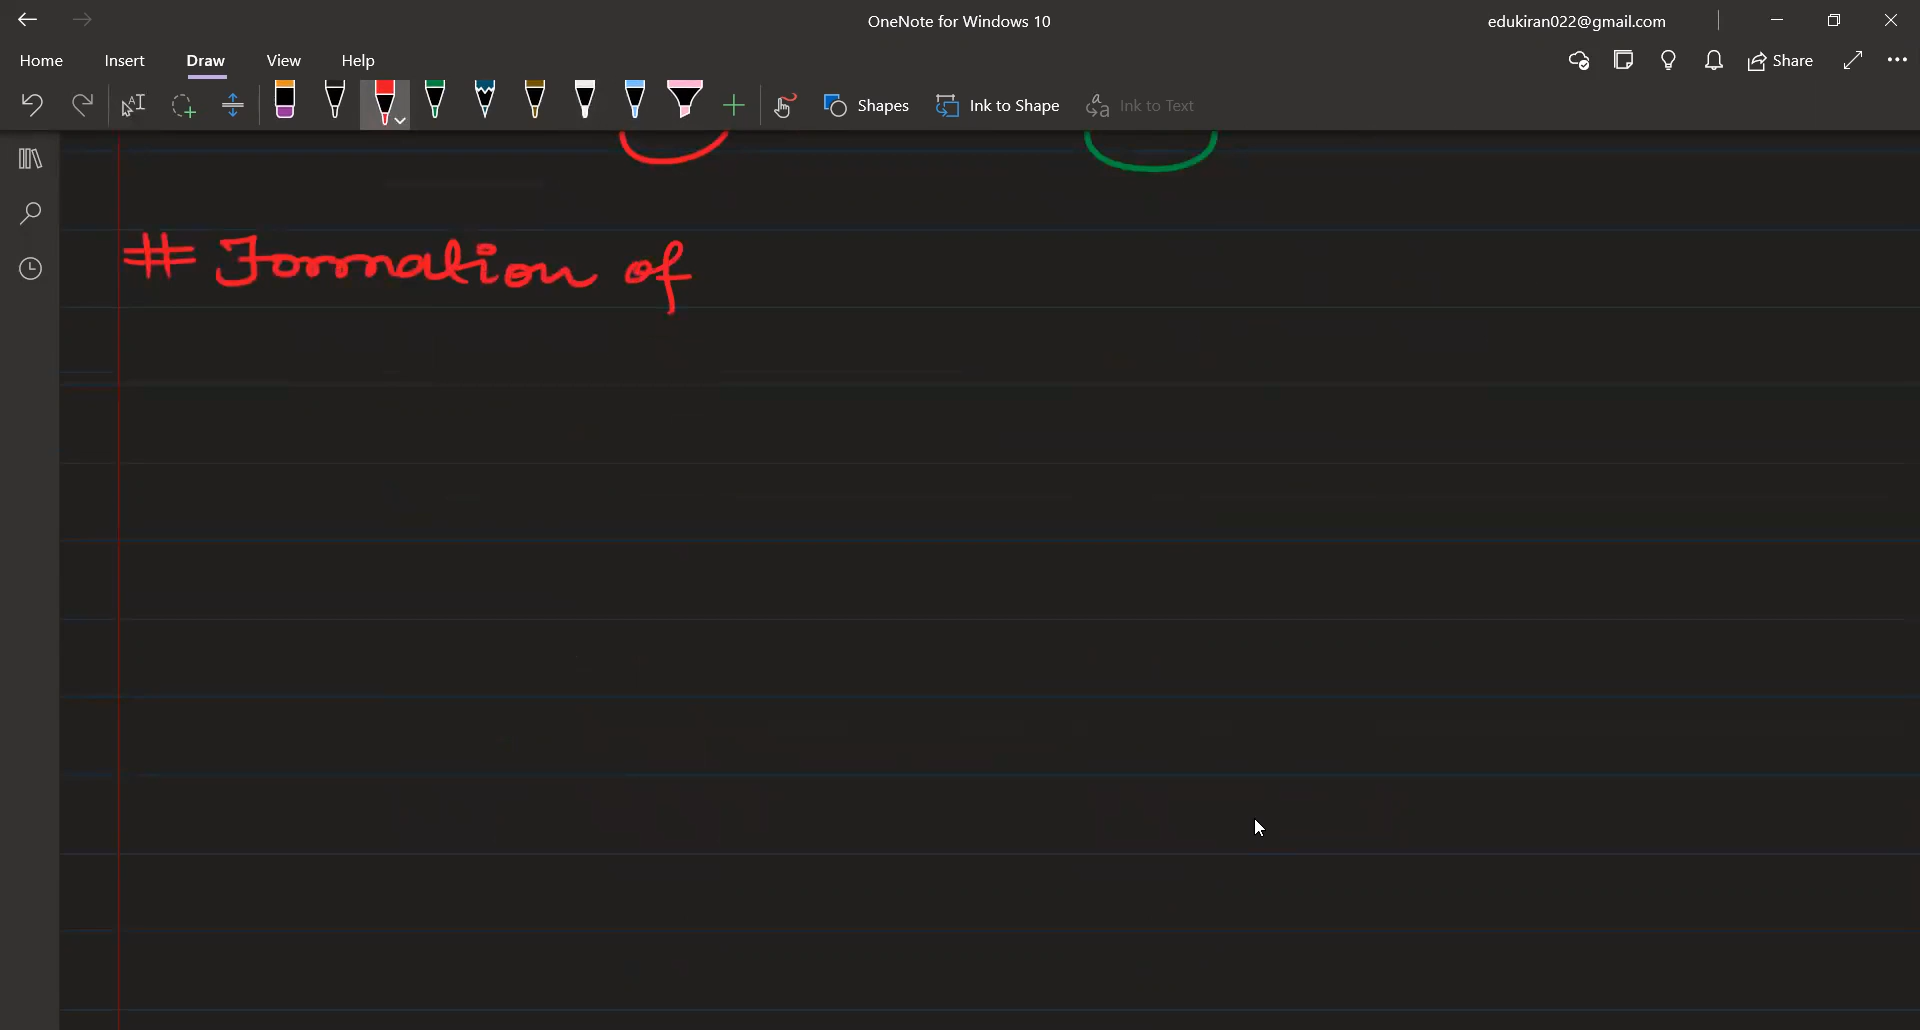 OneNote for Windows 10
edukiran022@gmail.com
Home Insert Draw View Help
Share
Shapes Ink to Shape Ink to Text
# Formation of